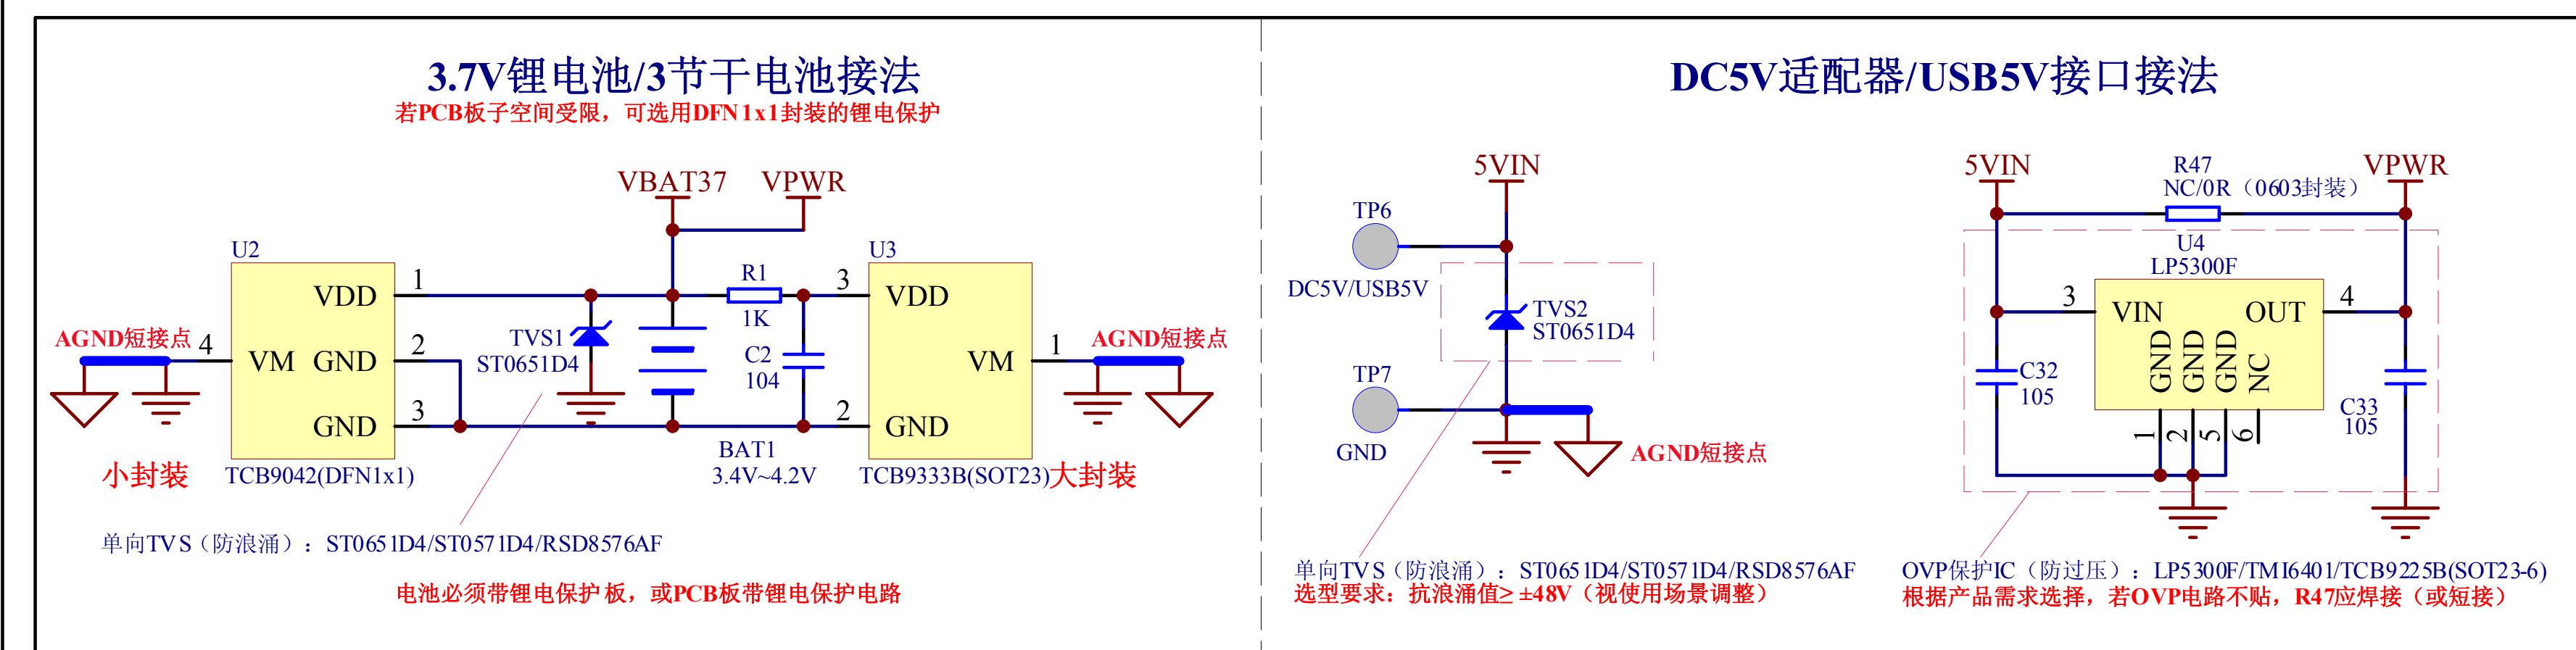 3.7V锂电池/3节干电池接法
若PCB板子空间受限，可选用DFN1x1封装的锂电保护
VBAT37
VPWR
U2
VDD
1
VM
4
GND
2
GND
3
AGND短接点
小封装
TCB9042(DFN1x1)
TVS1
ST0651D4
R1
1K
C2
104
BAT1
3.4V~4.2V
U3
3
VDD
VM
1
2
GND
AGND短接点
TCB9333B(SOT23)
大封装
单向TVS（防浪涌）：ST0651D4/ST0571D4/RSD8576AF
电池必须带锂电保护板，或PCB板带锂电保护电路
DC5V适配器/USB5V接口接法
5VIN
TP6
DC5V/USB5V
TVS2
ST0651D4
TP7
GND
AGND短接点
单向TVS（防浪涌）：ST0651D4/ST0571D4/RSD8576AF
选型要求：抗浪涌值≥ ±48V（视使用场景调整）
5VIN
R47
NC/0R（0603封装）
VPWR
U4
LP5300F
3
VIN
OUT
4
GND
GND
GND
NC
1
2
5
6
C32
105
C33
105
OVP保护IC（防过压）：LP5300F/TMI6401/TCB9225B(SOT23-6)
根据产品需求选择，若OVP电路不贴，R47应焊接（或短接）